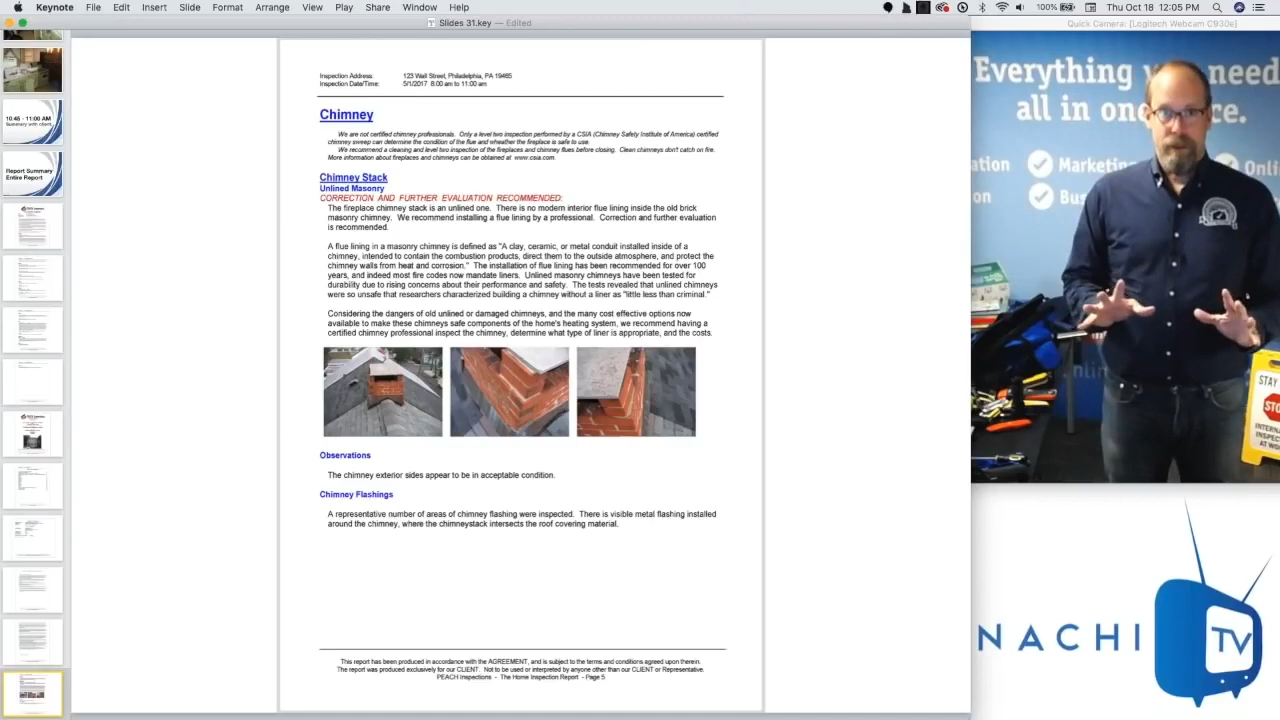 Keynote File Edit Insert Slide Format Arrange View Play Share Window Help
100% Thu Oct 18 12:05 PM
Slides 31.key — Edited
Quick Camera: [Logitech Webcam C930e]
10:45 - 11:00 AM
Summary with client
Report Summary
Entire Report
Inspection Address: 123 Wall Street, Philadelphia, PA 19465
Inspection Date/Time: 5/1/2017 8:00 am to 11:00 am
Chimney
We are not certified chimney professionals. Only a level two inspection performed by a CSIA (Chimney Safety Institute of America) certified
chimney sweep can determine the condition of the flue and wheather the fireplace is safe to use.
We recommend a cleaning and level two inspection of the fireplaces and chimney flues before closing. Clean chimneys don't catch on fire.
More information about fireplaces and chimneys can be obtained at www.csia.com.
Chimney Stack
Unlined Masonry
CORRECTION AND FURTHER EVALUATION RECOMMENDED:
The fireplace chimney stack is an unlined one. There is no modern interior flue lining inside the old brick
masonry chimney. We recommend installing a flue lining by a professional. Correction and further evaluation
is recommended.
A flue lining in a masonry chimney is defined as "A clay, ceramic, or metal conduit installed inside of a
chimney, intended to contain the combustion products, direct them to the outside atmosphere, and protect the
chimney walls from heat and corrosion." The installation of flue lining has been recommended for over 100
years, and indeed most fire codes now mandate liners. Unlined masonry chimneys have been tested for
durability due to rising concerns about their performance and safety. The tests revealed that unlined chimneys
were so unsafe that researchers characterized building a chimney without a liner as "little less than criminal."
Considering the dangers of old unlined or damaged chimneys, and the many cost effective options now
available to make these chimneys safe components of the home's heating system, we recommend having a
certified chimney professional inspect the chimney, determine what type of liner is appropriate, and the costs.
Observations
The chimney exterior sides appear to be in acceptable condition.
Chimney Flashings
A representative number of areas of chimney flashing were inspected. There is visible metal flashing installed
around the chimney, where the chimneystack intersects the roof covering material.
This report has been produced in accordance with the AGREEMENT, and is subject to the terms and conditions agreed upon therein.
The report was produced exclusively for our CLIENT. Not to be used or interpreted by anyone other than our CLIENT or Representative.
PEACH Inspections - The Home Inspection Report - Page 5
Everything need
all in one
ation Marketing Onlin
Bus
STAY
STO
INTERNA
INSPEC
AT WO
NACHI TV